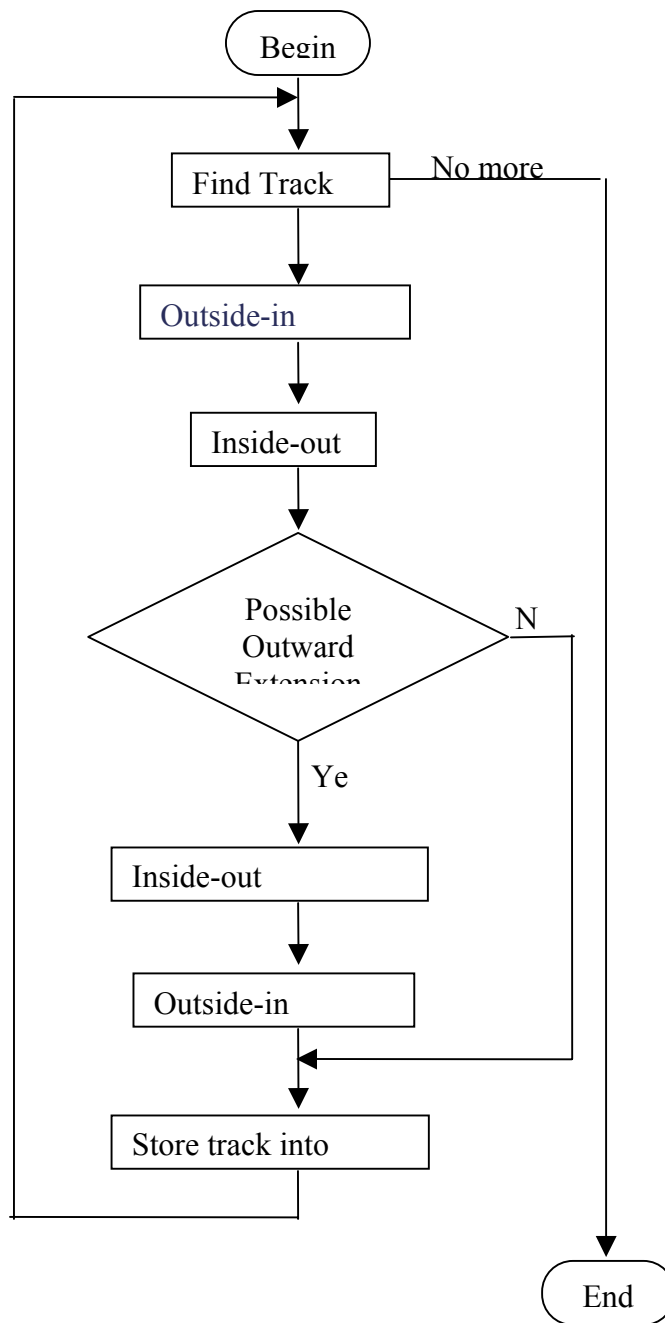 Begin
Find Track
No more
Outside-in
Inside-out
Possible
Outward
Extension
N
Ye
Inside-out
Outside-in
Store track into
End